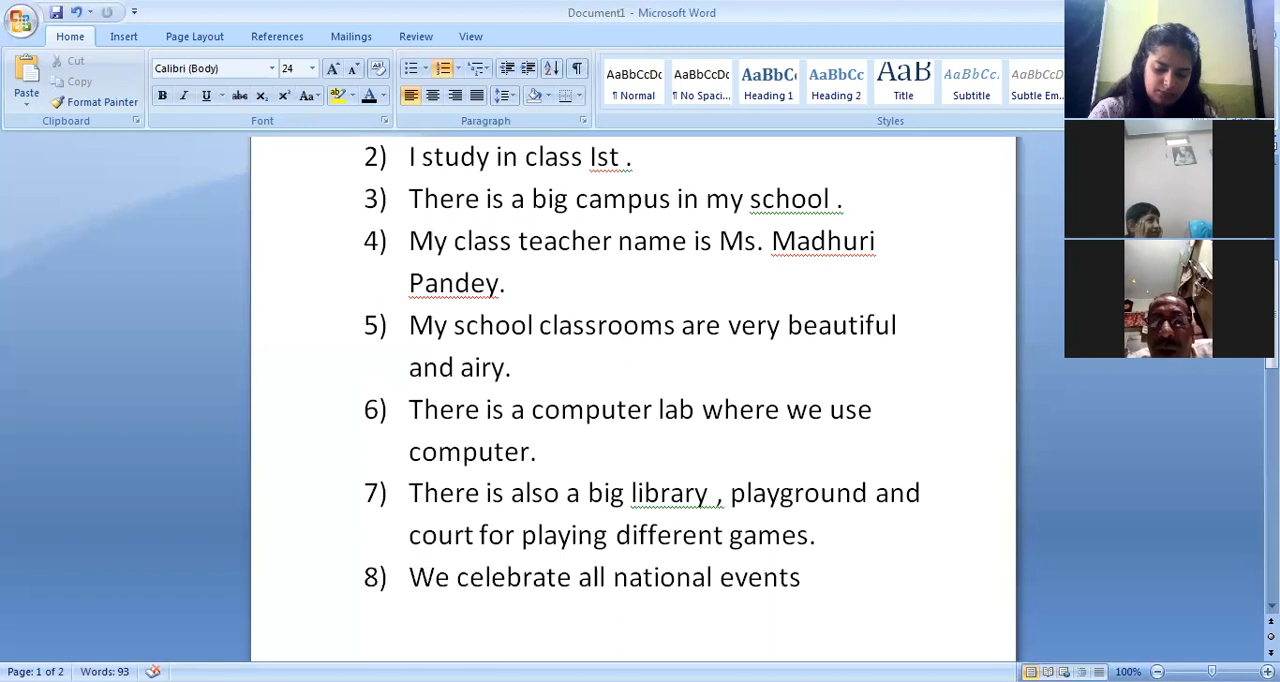 Document1 - Microsoft Word
Home Insert Page Layout References Mailings Review View
Cut
Calibri (Body) 24
AaBbCcDc AaBbCcDc AaBbC AaBbCc AaB AaBbCc. AaBbCcDc
Copy
Paste
Format Painter
¶ Normal ¶ No Spaci... Heading 1 Heading 2 Title Subtitle Subtle Em...
Clipboard Font Paragraph Styles
2) I study in class Ist .
3) There is a big campus in my school .
4) My class teacher name is Ms. Madhuri
Pandey.
5) My school classrooms are very beautiful
and airy.
6) There is a computer lab where we use
computer.
7) There is also a big library , playground and
court for playing different games.
8) We celebrate all national events
Page: 1 of 2 Words: 93 100%